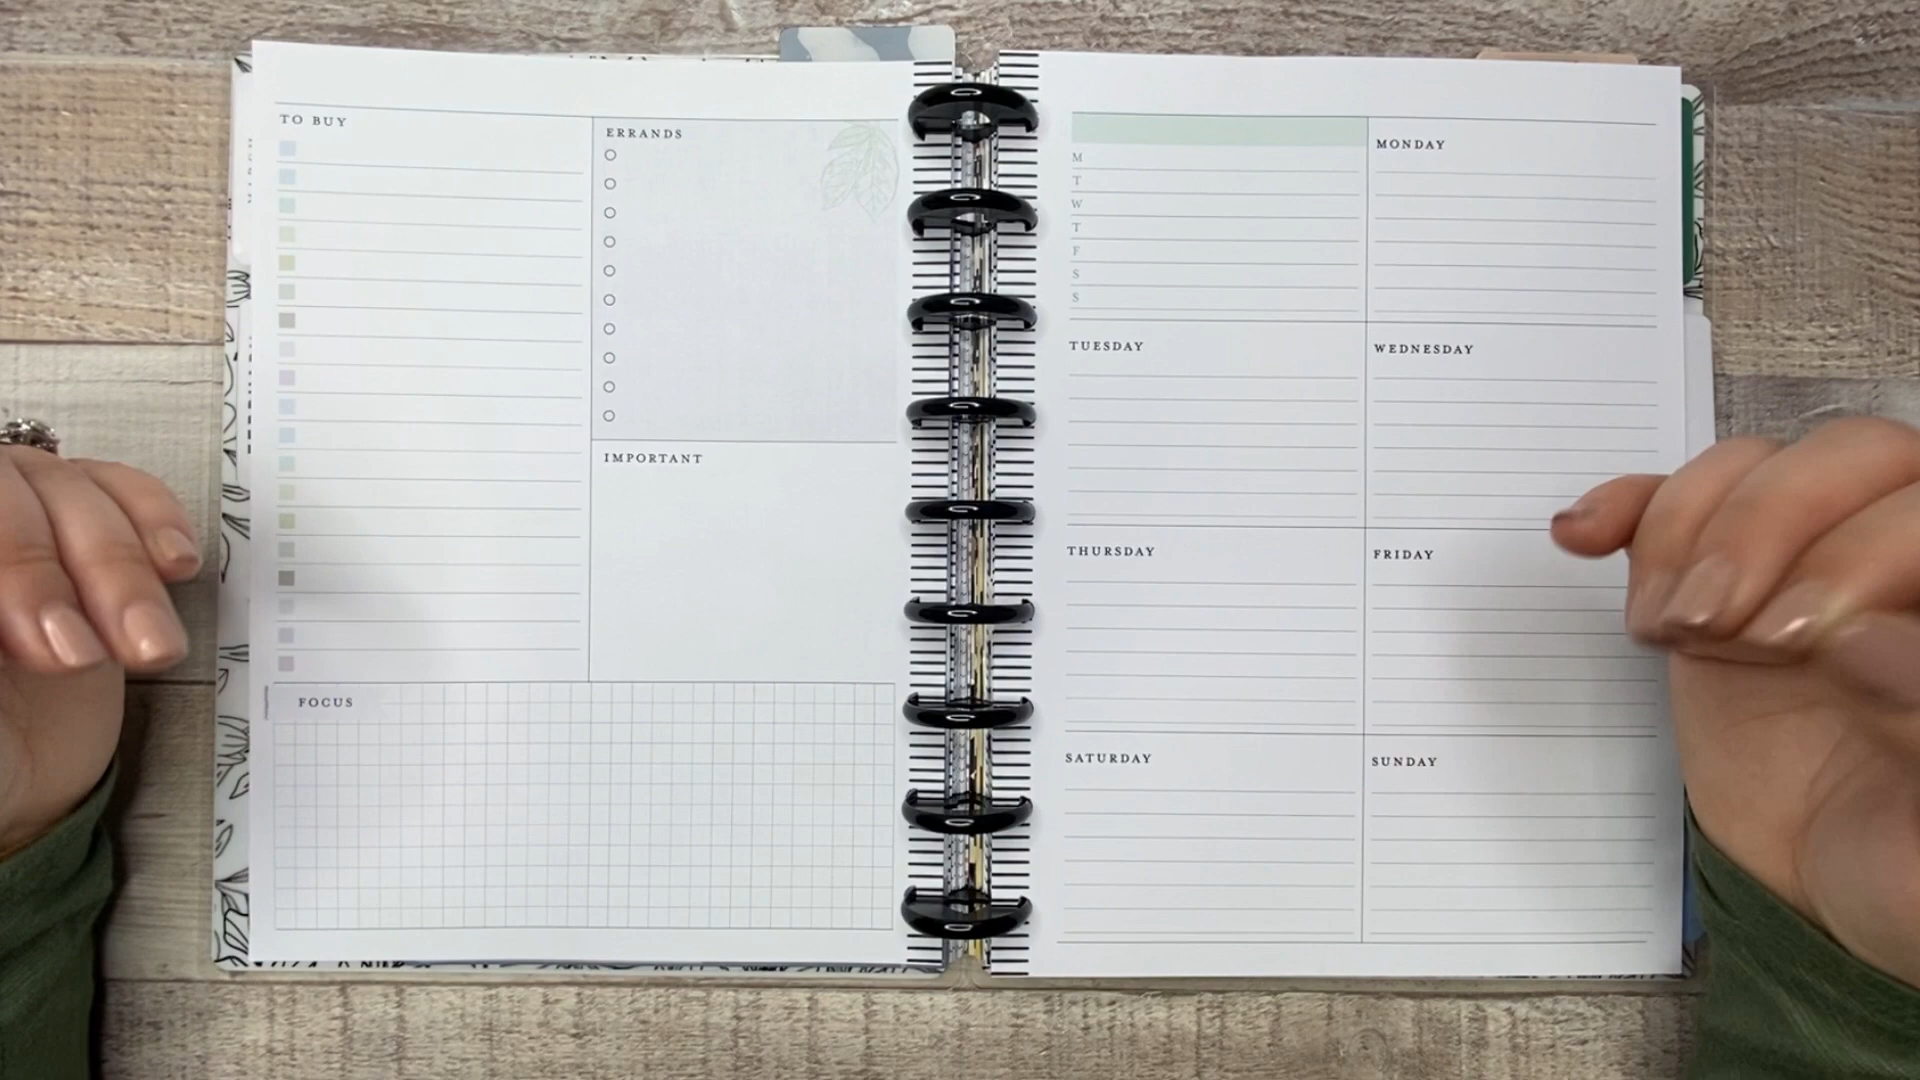 TO BUY
ERRANDS
IMPORTANT
FOCUS
M
T
W
T
F
S
S
MONDAY
TUESDAY
WEDNESDAY
THURSDAY
FRIDAY
SATURDAY
SUNDAY